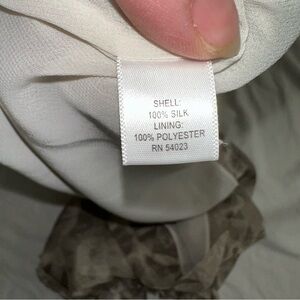 SHELL:
100% SILK
LINING:
100% POLYESTER
RN 54023